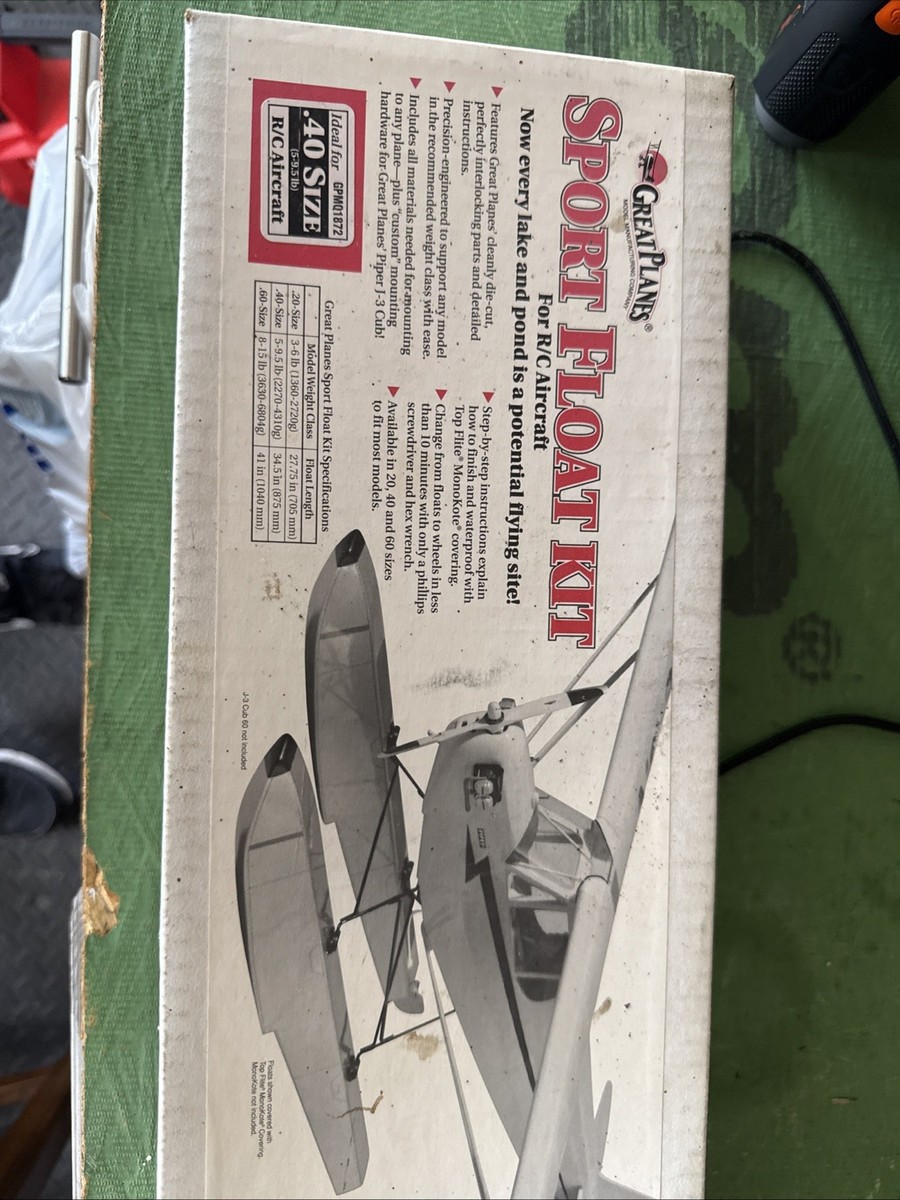 GREAT PLANES®
MODEL MANUFACTURING COMPANY
SPORT FLOAT KIT
For R/C Aircraft
Now every lake and pond is a potential flying site!
Features Great Planes' cleanly die-cut,
perfectly interlocking parts and detailed
instructions.
Precision-engineered to support any model
in the recommended weight class with ease.
Includes all materials needed for mounting
to any plane—plus "custom" mounting
hardware for Great Planes' Piper J-3 Cub!
Step-by-step instructions explain
how to finish and waterproof with
Top Flite® MonoKote® covering.
Change from floats to wheels in less
than 10 minutes with only a phillips
screwdriver and hex wrench.
Available in 20, 40 and 60 sizes
to fit most models.
Ideal for GPMQ1872
.40 SIZE
(5-9.5 lb)
R/C Aircraft
Great Planes Sport Float Kit Specifications
Model Weight Class Float Length
.20-Size 3-6 lb (1360-2720g) 27.75 in (705 mm)
.40-Size 5-9.5 lb (2270-4310g) 34.5 in (875 mm)
.60-Size 8-15 lb (3630-6804g) 41 in (1040 mm)
J-3 Cub 60 not included
Floats shown covered with
Top Flite® MonoKote® Covering.
MonoKote not included.